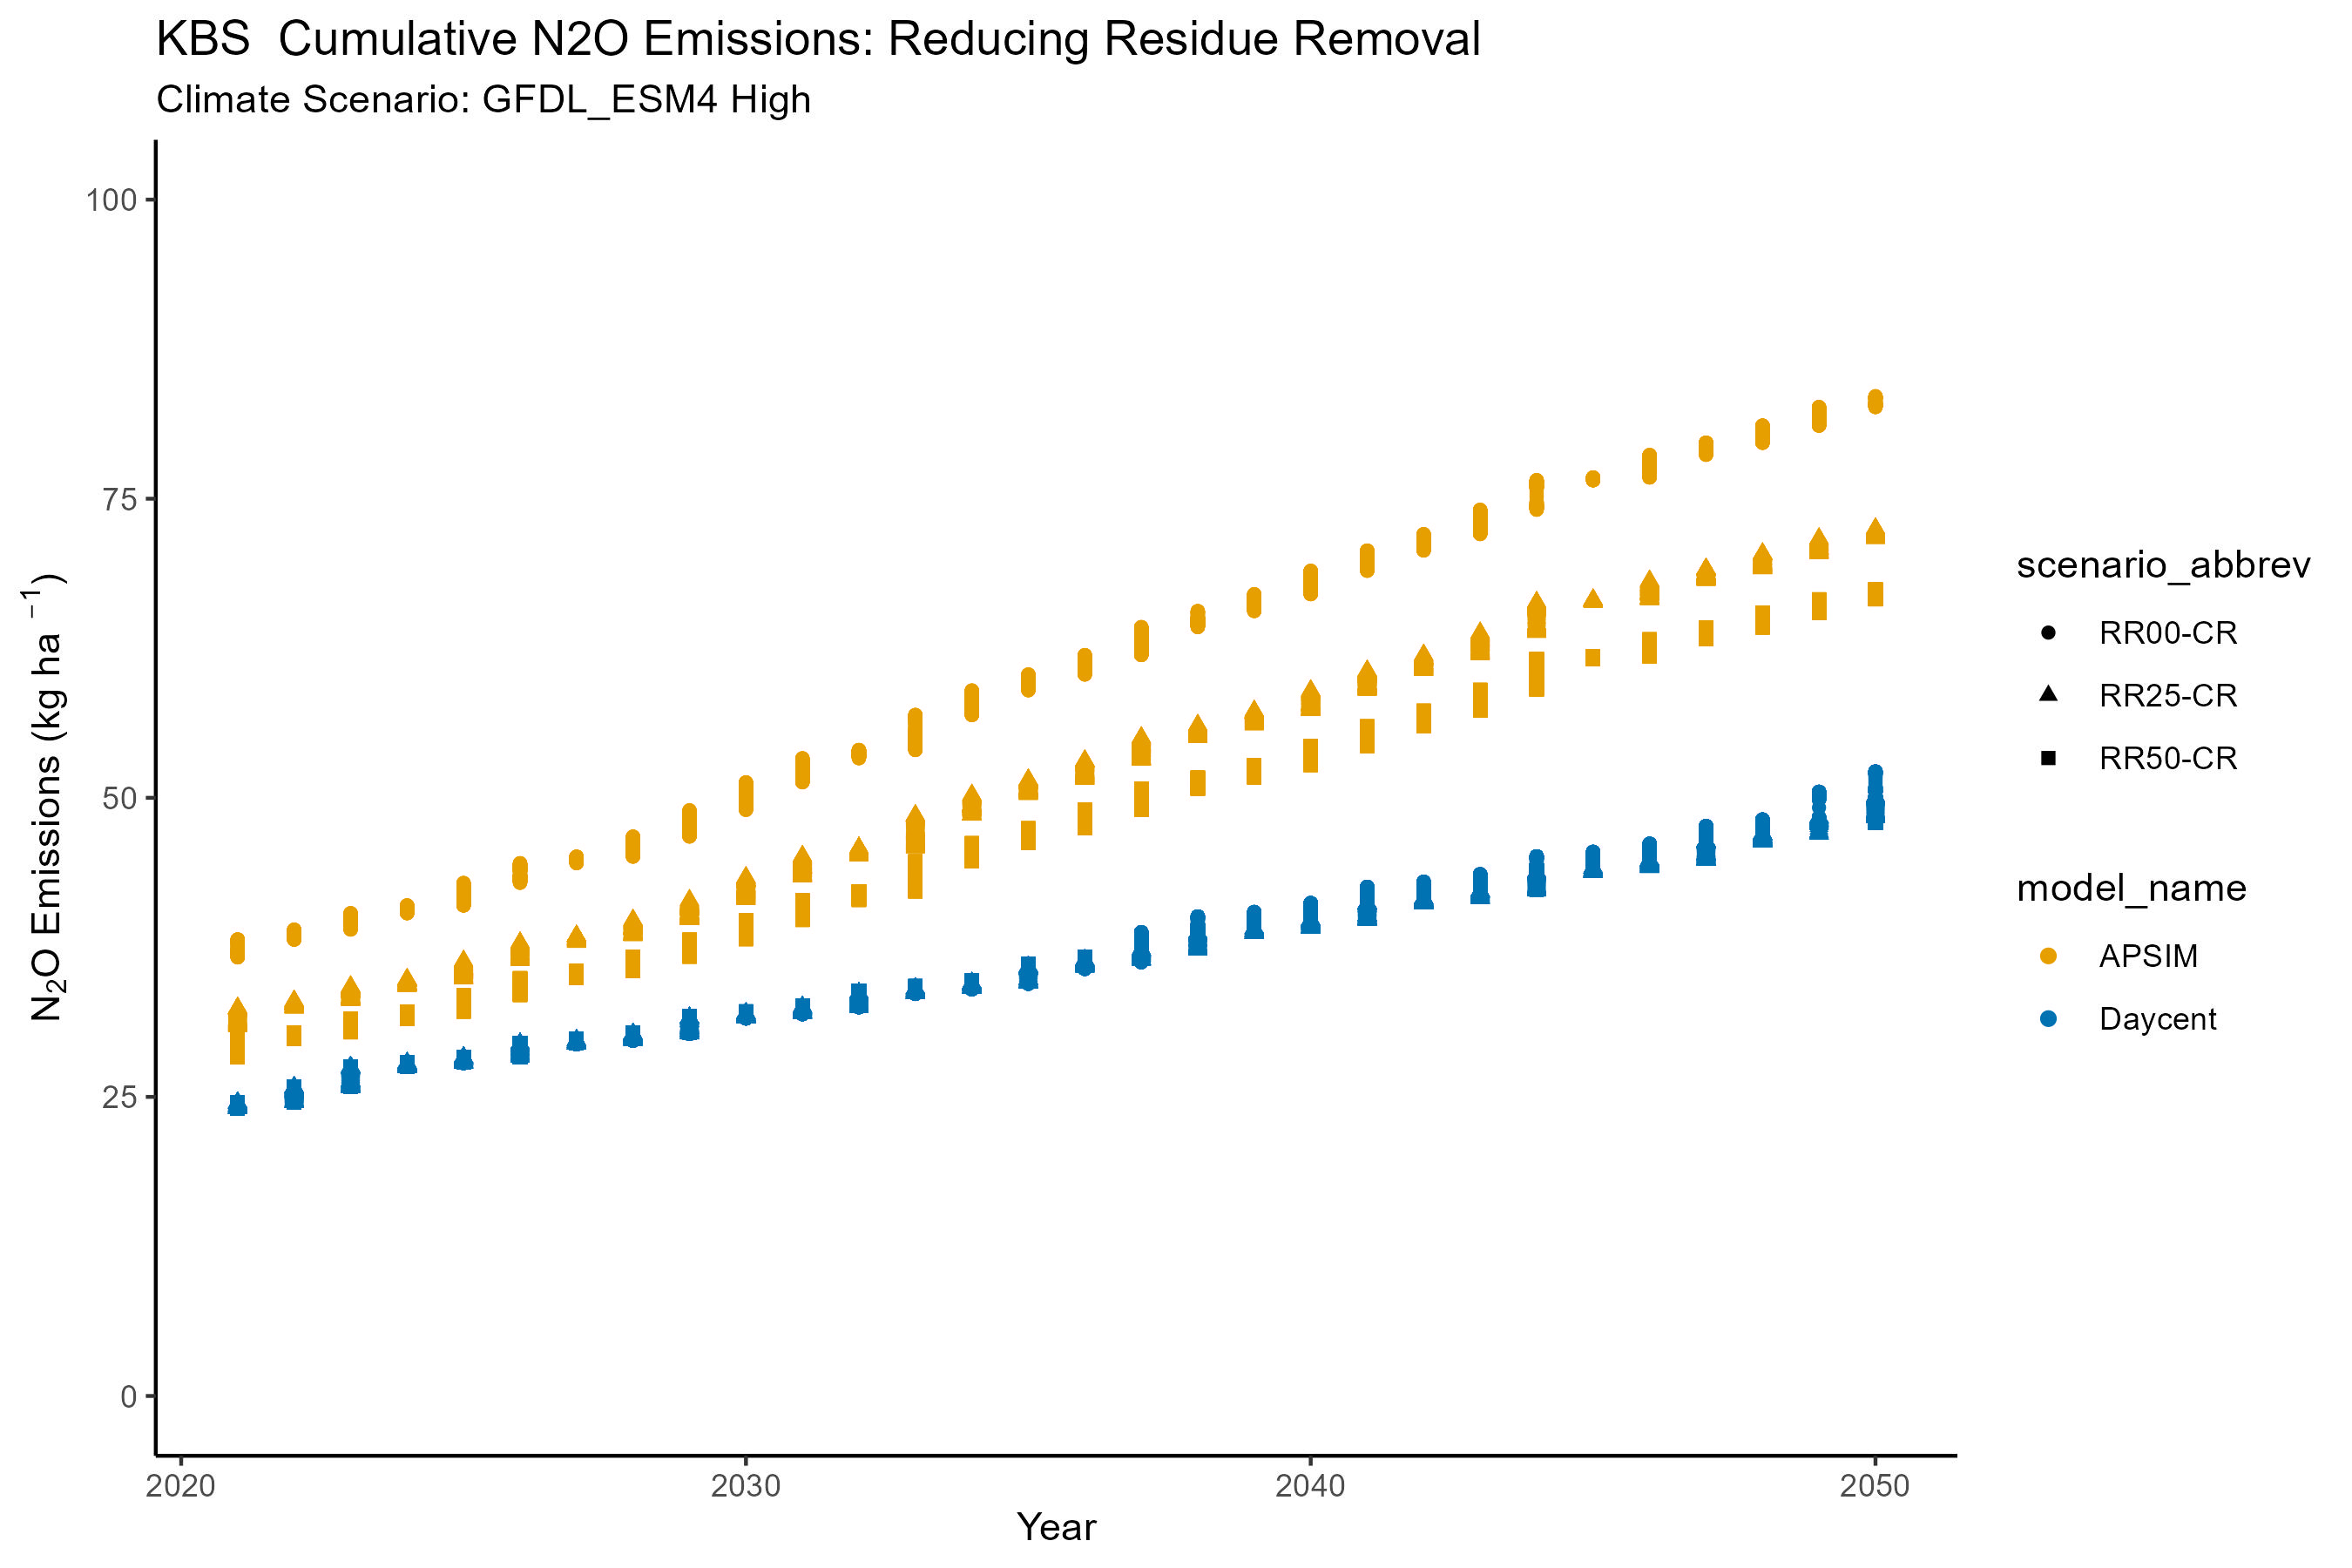 KBS  Cumulative N2O Emissions: Reducing Residue Removal
Climate Scenario: GFDL_ESM4 High
100
75
50
25
0
N₂O Emissions (kg ha ⁻¹)
2020
2030
2040
2050
Year
scenario_abbrev
RR00-CR
RR25-CR
RR50-CR
model_name
APSIM
Daycent